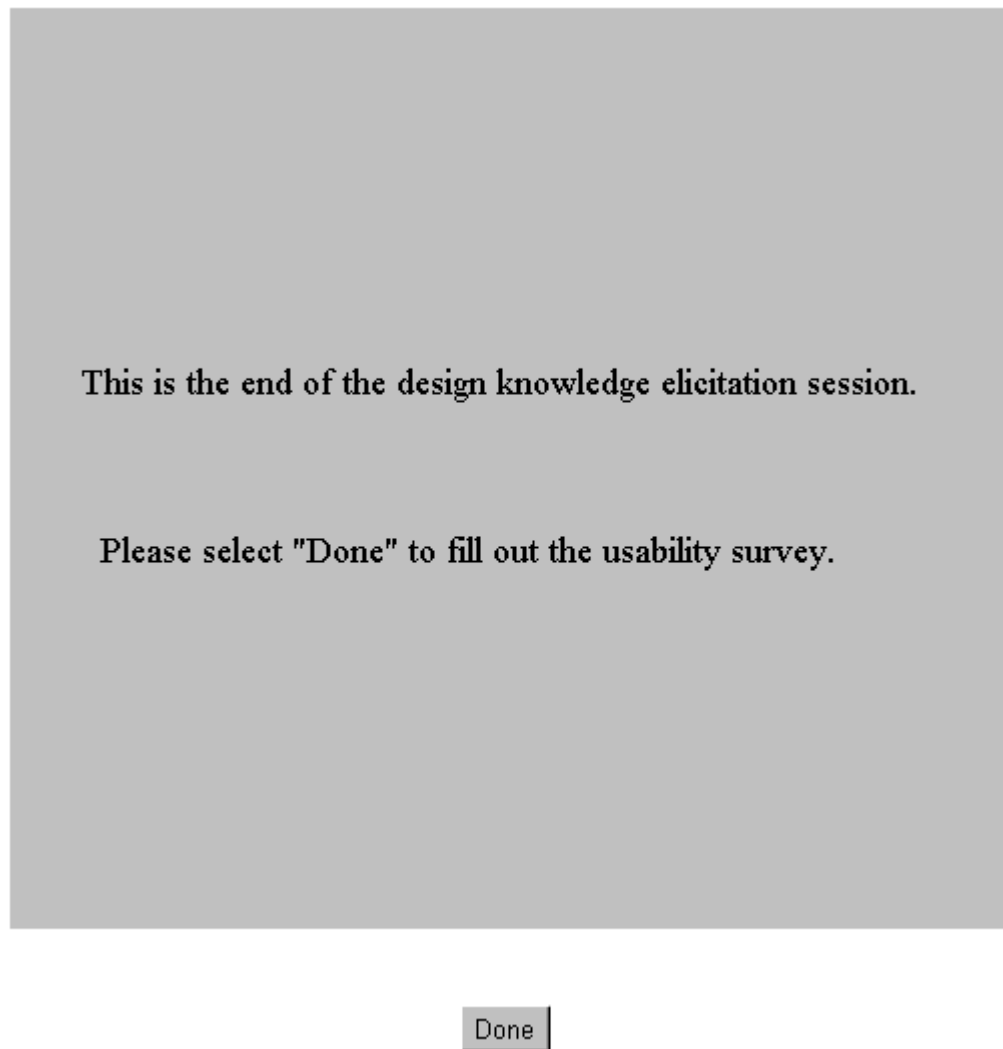 This is the end of the design knowledge elicitation session.
Please select "Done" to fill out the usability survey.
Done